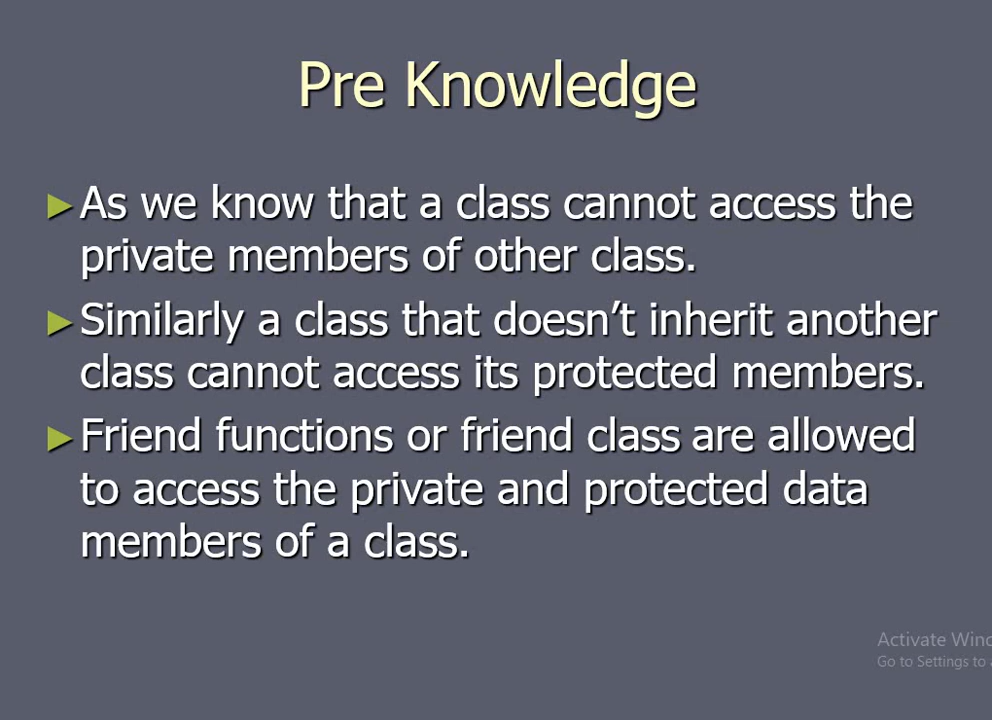 Pre Knowledge
►As we know that a class cannot access the
private members of other class.
►Similarly a class that doesn’t inherit another
class cannot access its protected members.
►Friend functions or friend class are allowed
to access the private and protected data
members of a class.
Activate Winc
Go to Settings to